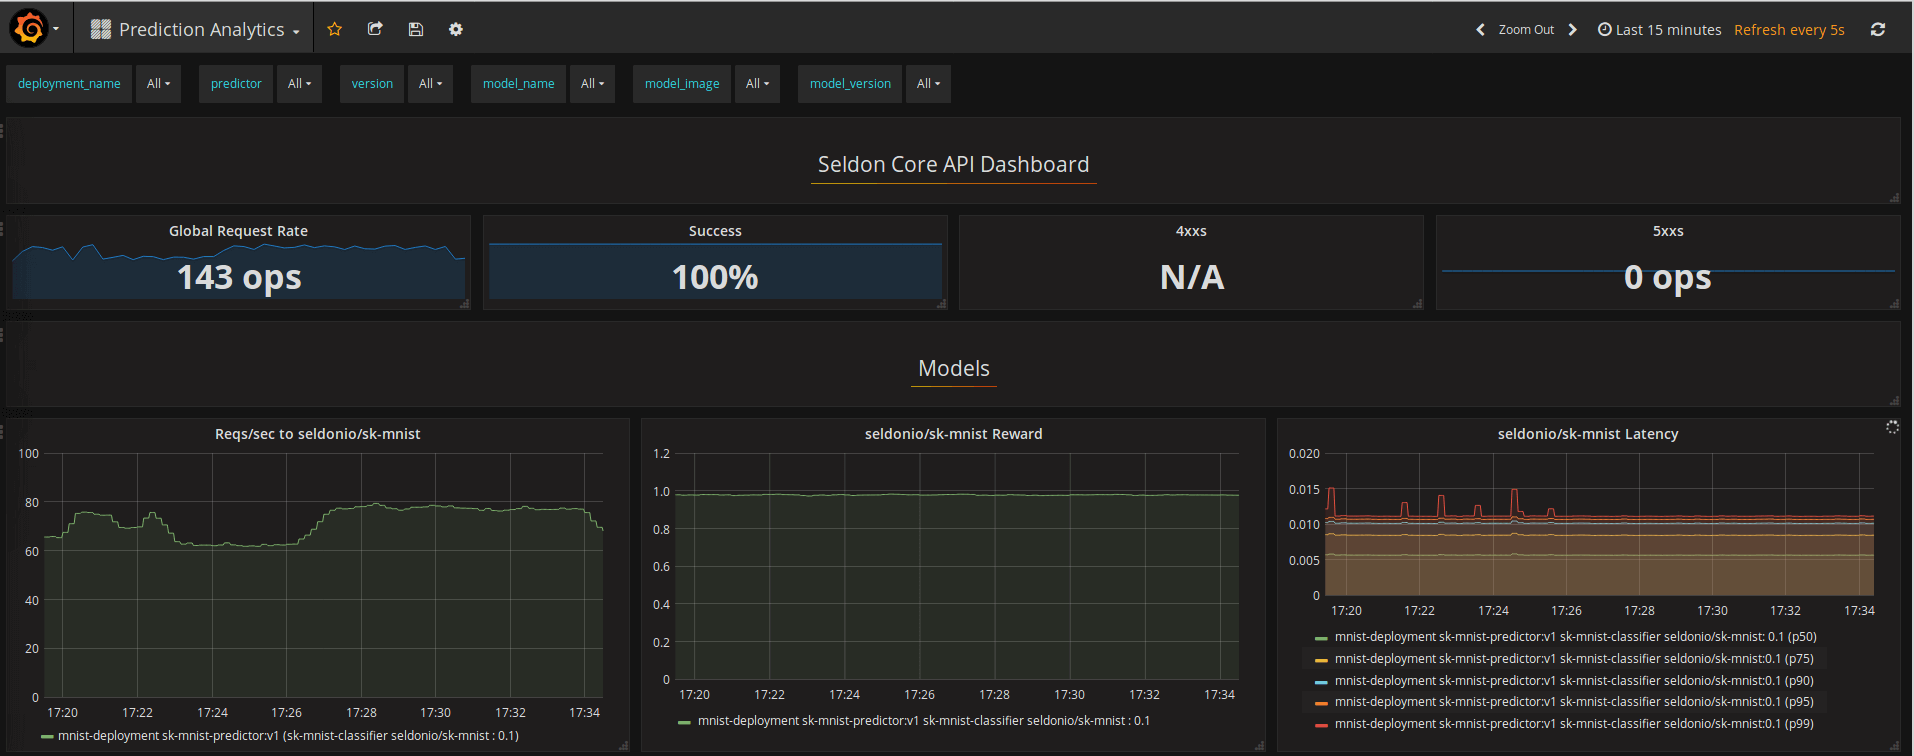 Prediction Analytics
Zoom Out
Last 15 minutes
Refresh every 5s
deployment_name All predictor All version All model_name All model_image All model_version All
Seldon Core API Dashboard
Global Request Rate
143 ops
Success
100%
4xxs
N/A
5xxs
0 ops
Models
Reqs/sec to seldonio/sk-mnist
100
80
60
40
20
0
17:20 17:22 17:24 17:26 17:28 17:30 17:32 17:34
mnist-deployment sk-mnist-predictor:v1 (sk-mnist-classifier seldonio/sk-mnist : 0.1)
seldonio/sk-mnist Reward
1.2
1.0
0.8
0.6
0.4
0.2
0
17:20 17:22 17:24 17:26 17:28 17:30 17:32 17:34
mnist-deployment sk-mnist-predictor:v1 sk-mnist-classifier seldonio/sk-mnist : 0.1
seldonio/sk-mnist Latency
0.020
0.015
0.010
0.005
0
17:20 17:22 17:24 17:26 17:28 17:30 17:32 17:34
mnist-deployment sk-mnist-predictor:v1 sk-mnist-classifier seldonio/sk-mnist: 0.1 (p50)
mnist-deployment sk-mnist-predictor:v1 sk-mnist-classifier seldonio/sk-mnist:0.1 (p75)
mnist-deployment sk-mnist-predictor:v1 sk-mnist-classifier seldonio/sk-mnist:0.1 (p90)
mnist-deployment sk-mnist-predictor:v1 sk-mnist-classifier seldonio/sk-mnist:0.1 (p95)
mnist-deployment sk-mnist-predictor:v1 sk-mnist-classifier seldonio/sk-mnist:0.1 (p99)